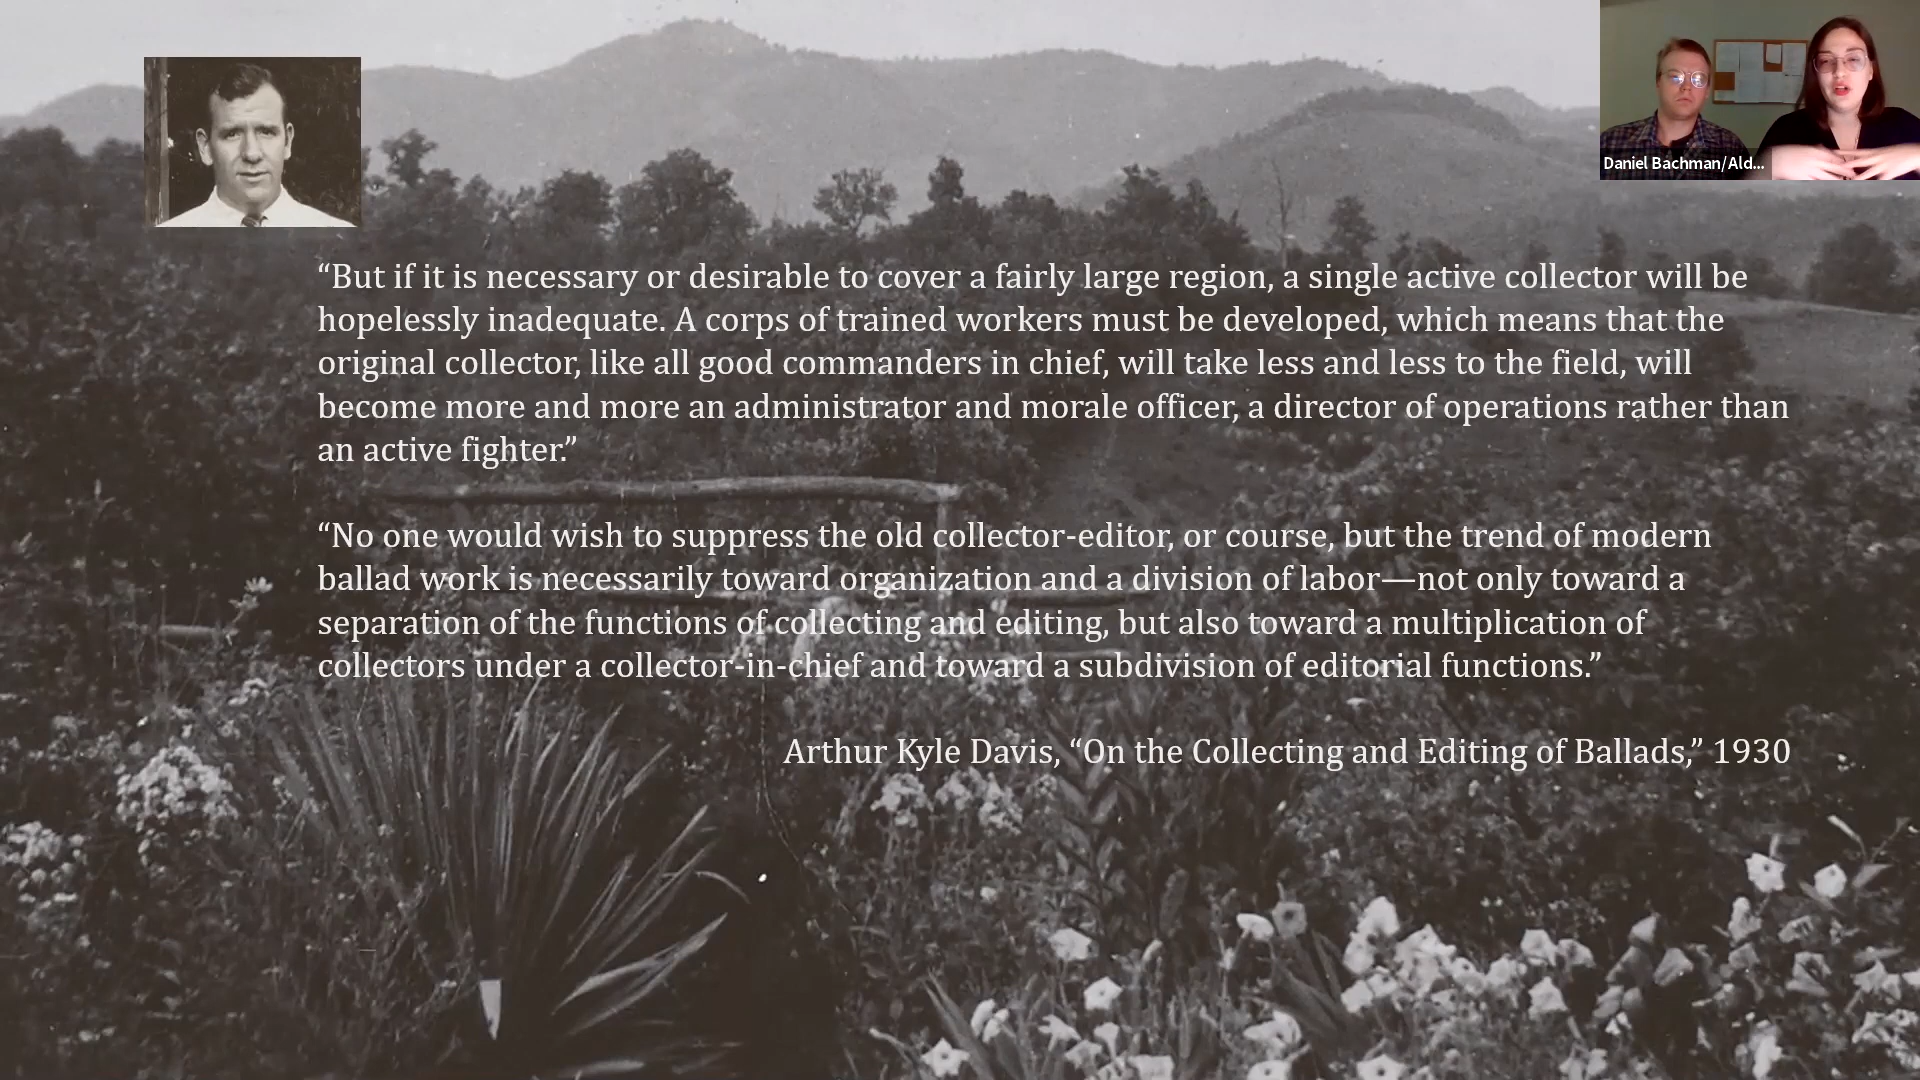 Daniel Bachman/Ald...
“But if it is necessary or desirable to cover a fairly large region, a single active collector will be
hopelessly inadequate. A corps of trained workers must be developed, which means that the
original collector, like all good commanders in chief, will take less and less to the field, will
become more and more an administrator and morale officer, a director of operations rather than
an active fighter.”
“No one would wish to suppress the old collector-editor, or course, but the trend of modern
ballad work is necessarily toward organization and a division of labor—not only toward a
separation of the functions of collecting and editing, but also toward a multiplication of
collectors under a collector-in-chief and toward a subdivision of editorial functions.”
Arthur Kyle Davis, “On the Collecting and Editing of Ballads,” 1930